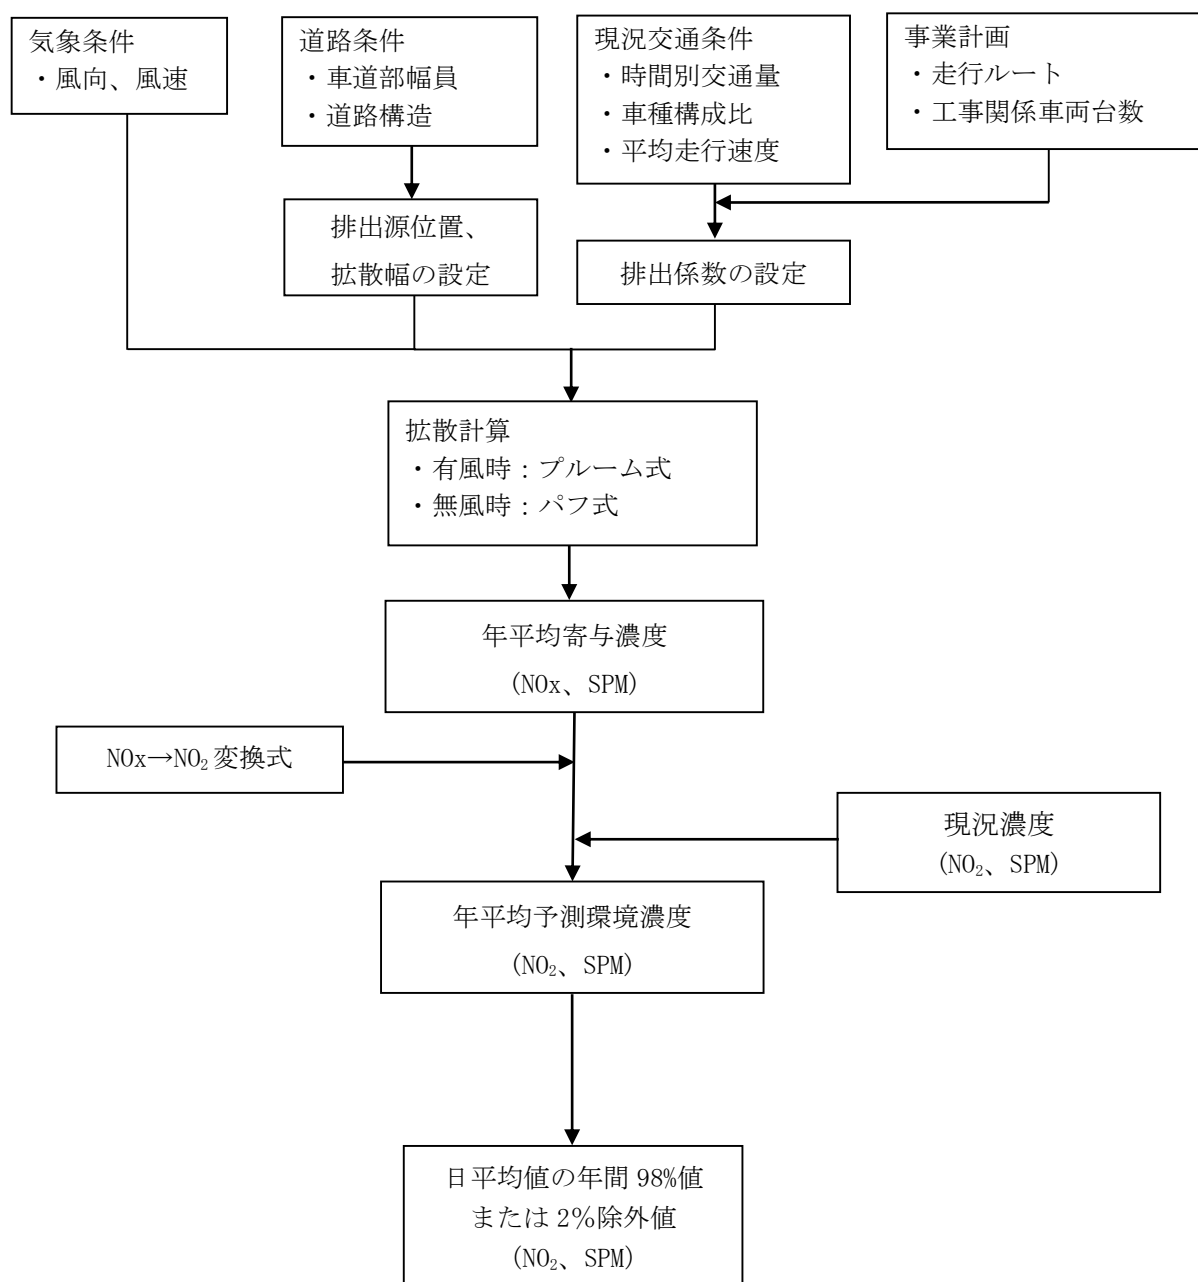 気象条件
・風向、風速
道路条件
・車道部幅員
・道路構造
現況交通条件
・時間別交通量
・車種構成比
・平均走行速度
事業計画
・走行ルート
・工事関係車両台数
排出源位置、
拡散幅の設定
排出係数の設定
拡散計算
・有風時：プルーム式
・無風時：パフ式
年平均寄与濃度
(NOx、SPM)
NOx→NO₂変換式
現況濃度
(NO₂、SPM)
年平均予測環境濃度
(NO₂、SPM)
日平均値の年間 98%値
または 2%除外値
(NO₂、SPM)